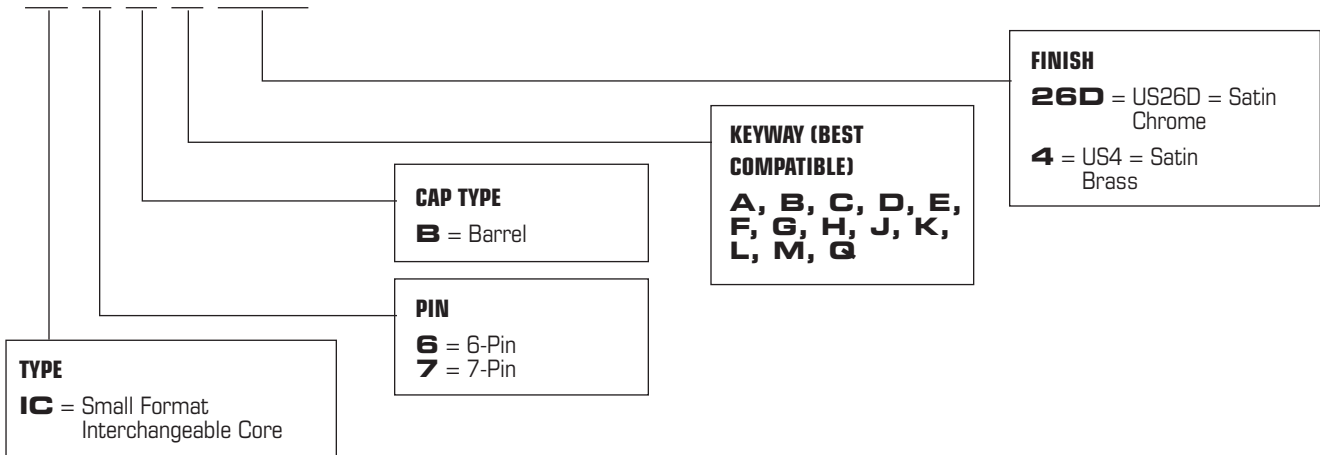 FINISH
26D = US26D = Satin
Chrome
4 = US4 = Satin
Brass
KEYWAY (BEST
COMPATIBLE)
A, B, C, D, E,
F, G, H, J, K,
L, M, Q
CAP TYPE
B = Barrel
PIN
6 = 6-Pin
7 = 7-Pin
TYPE
IC = Small Format
Interchangeable Core